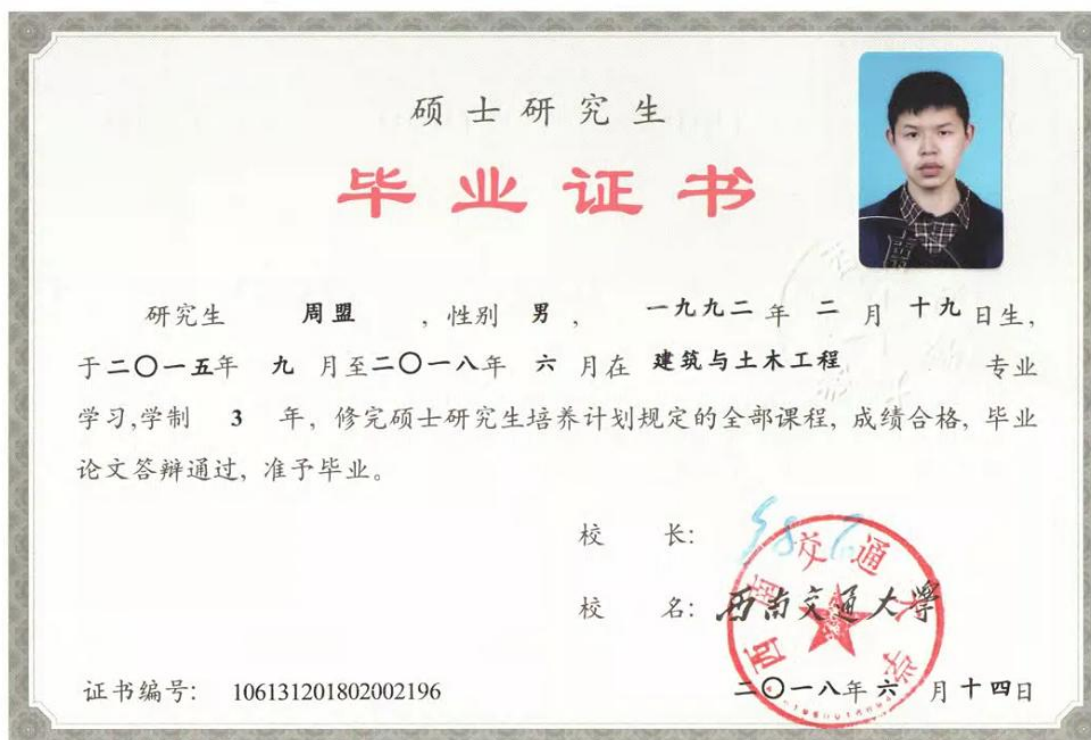 硕士研究生
毕业证书
研究生 周盟 ，性别 男 ， 一九九二 年 二 月 十九 日生，
于二〇一五年 九 月至二〇一八年 六 月在 建筑与土木工程 专业
学习,学制 3 年，修完硕士研究生培养计划规定的全部课程，成绩合格，毕业
论文答辩通过，准予毕业。
校 长：
校 名：西南交通大学
西南交通大学
证书编号： 106131201802002196
二〇一八年 六 月 十四日